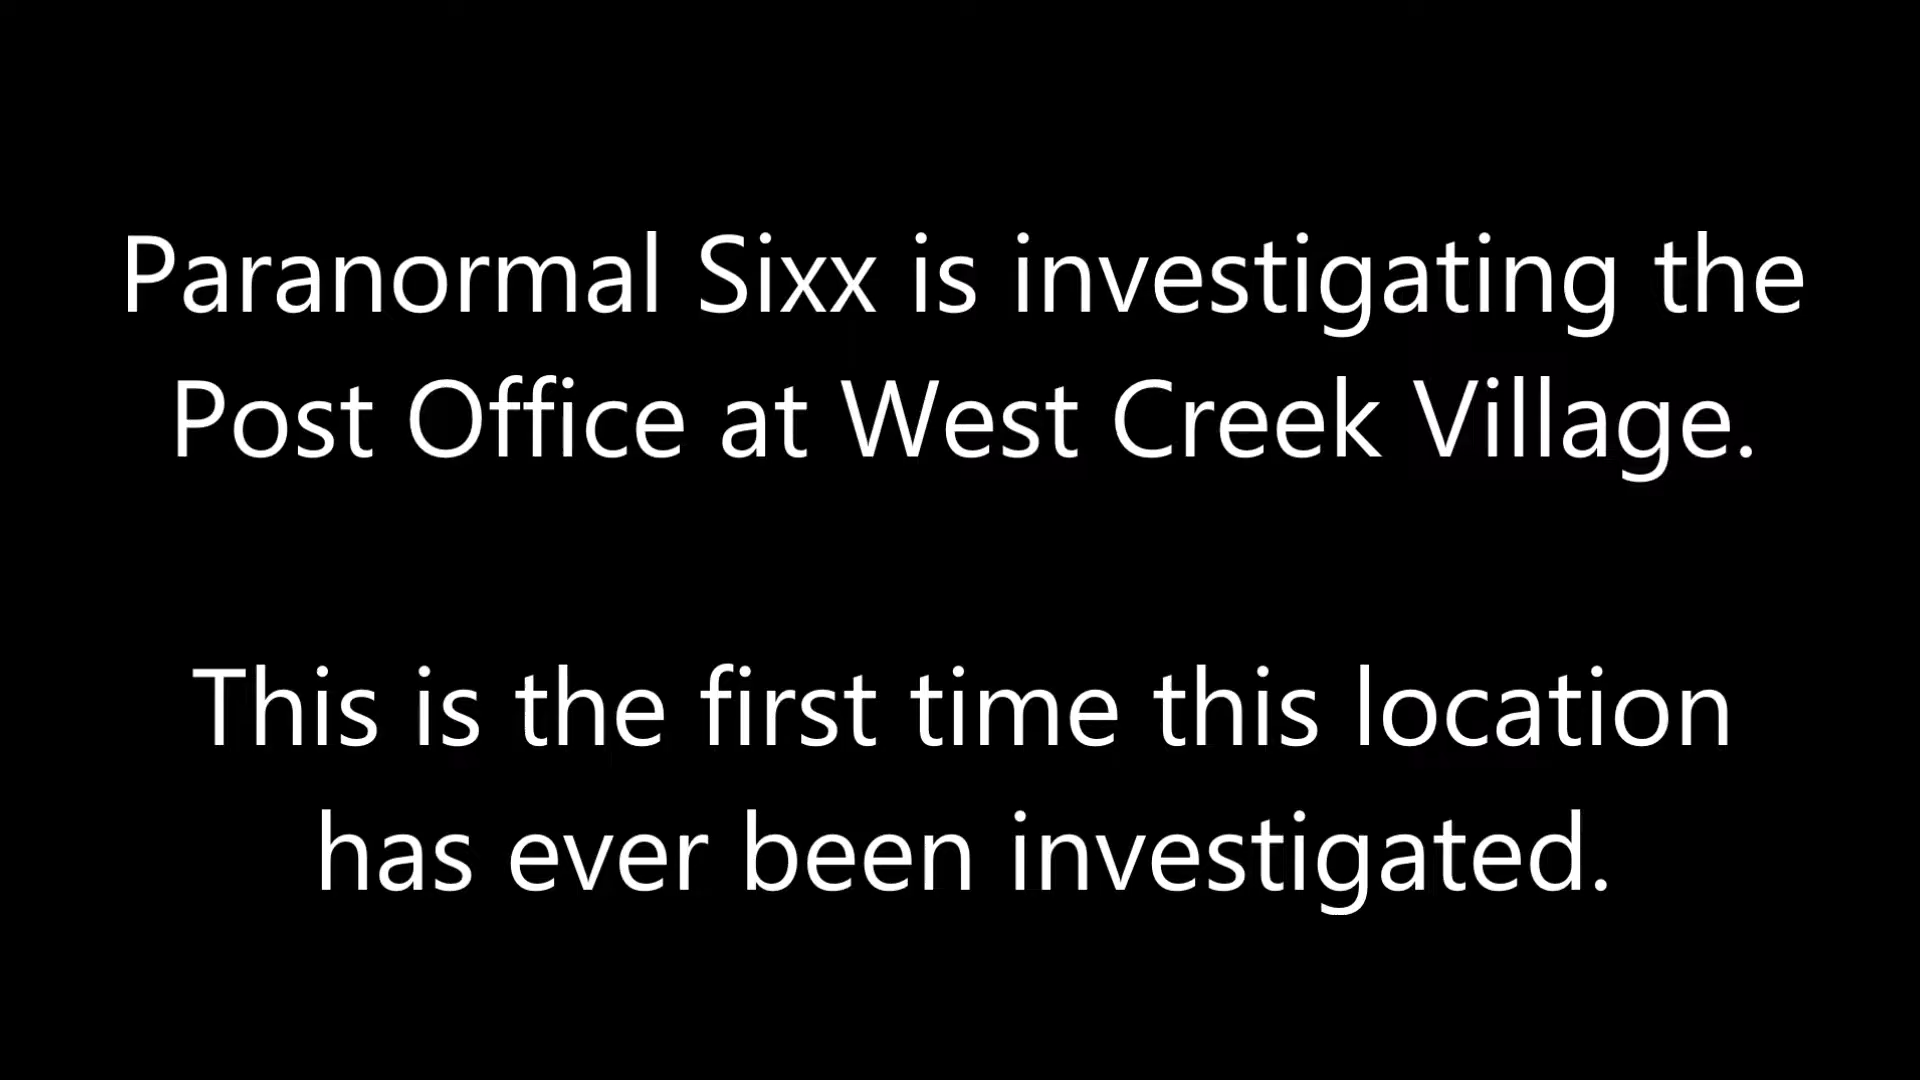 Paranormal Sixx is investigating the
Post Office at West Creek Village.
This is the first time this location
has ever been investigated.